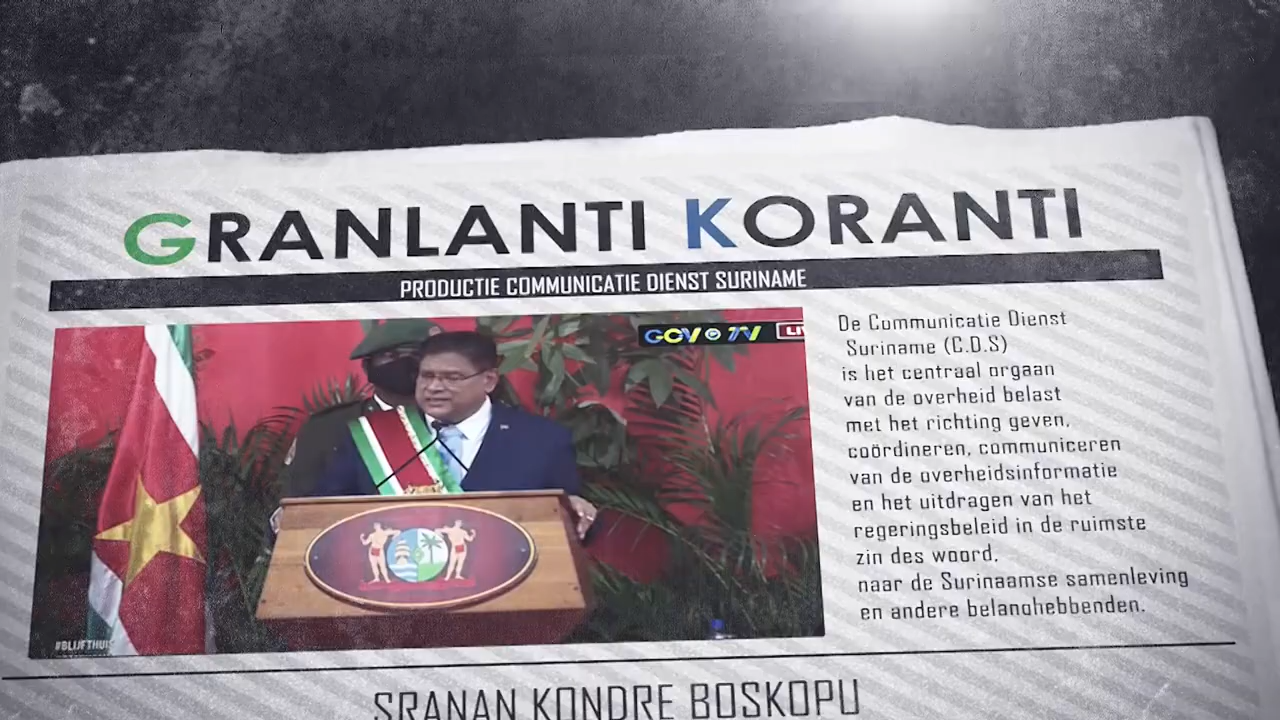 GRANLANTI KORANTI
PRODUCTIE COMMUNICATIE DIENST SURINAME
GOV TV LIV
#BLIJFTHUIS
De Communicatie Dienst
Suriname (C.D.S)
is het centraal orgaan
van de overheid belast
met het richting geven,
coördineren, communiceren
van de overheidsinformatie
en het uitdragen van het
regeringsbeleid in de ruimste
zin des woord,
naar de Surinaamse samenleving
en andere belanghebbenden.
SRANAN KONDRE BOSKOPU